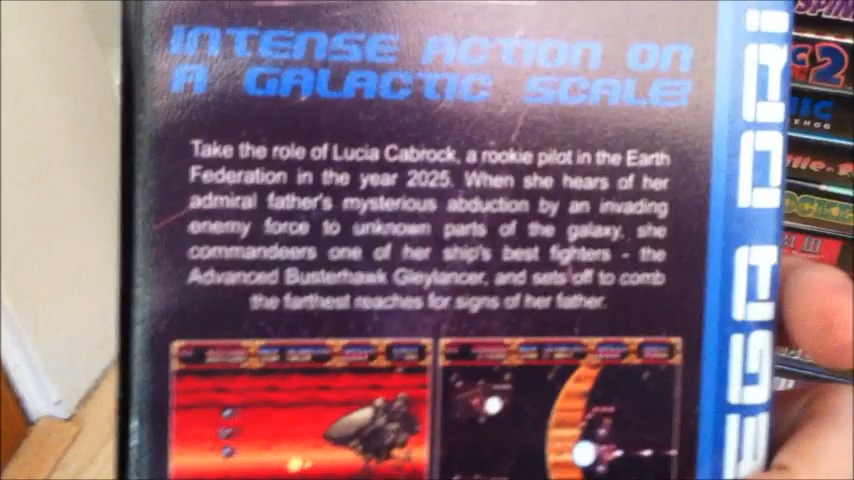 INTENSE ACTION ON
A GALACTIC SCALE!
Take the role of Lucia Cabrock, a rookie pilot in the Earth
Federation in the year 2025. When she hears of her
admiral father's mysterious abduction by an invading
enemy force to unknown parts of the galaxy, she
commandeers one of her ship's best fighters - the
Advanced Busterhawk Gleylancer, and sets off to comb
the farthest reaches for signs of her father.
2